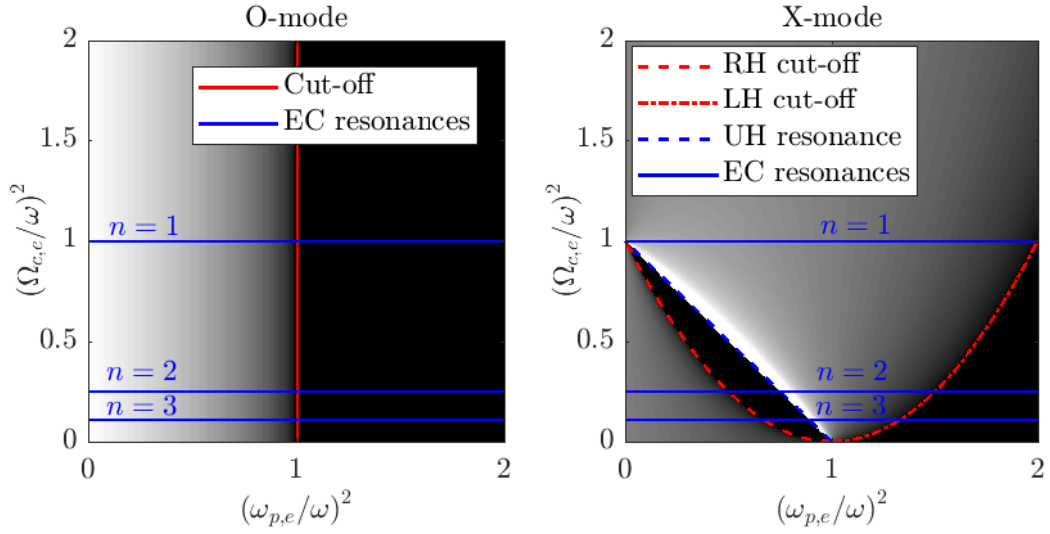 O-mode
2
1.5
1
0.5
0
(Ω_{c,e}/ω)^2
Cut-off
EC resonances
n = 1
n = 2
n = 3
0
1
2
(ω_{p,e}/ω)^2
X-mode
2
1.5
1
0.5
0
(Ω_{c,e}/ω)^2
RH cut-off
LH cut-off
UH resonance
EC resonances
n = 1
n = 2
n = 3
0
1
2
(ω_{p,e}/ω)^2